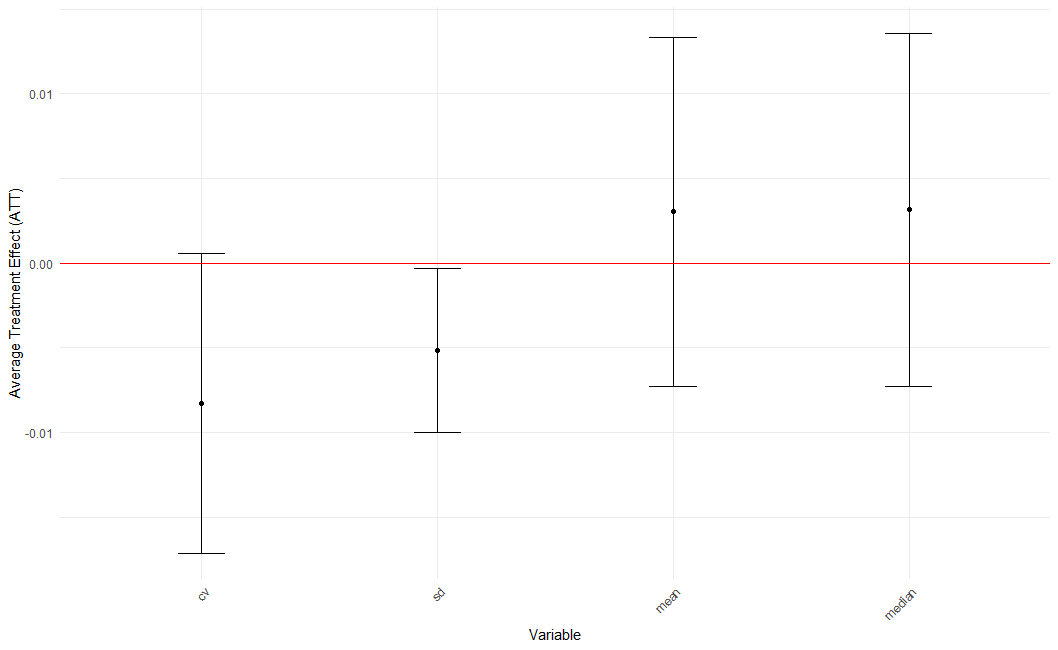 Average Treatment Effect (ATT)
0.01
0.00
-0.01
cv
sd
mean
median
Variable